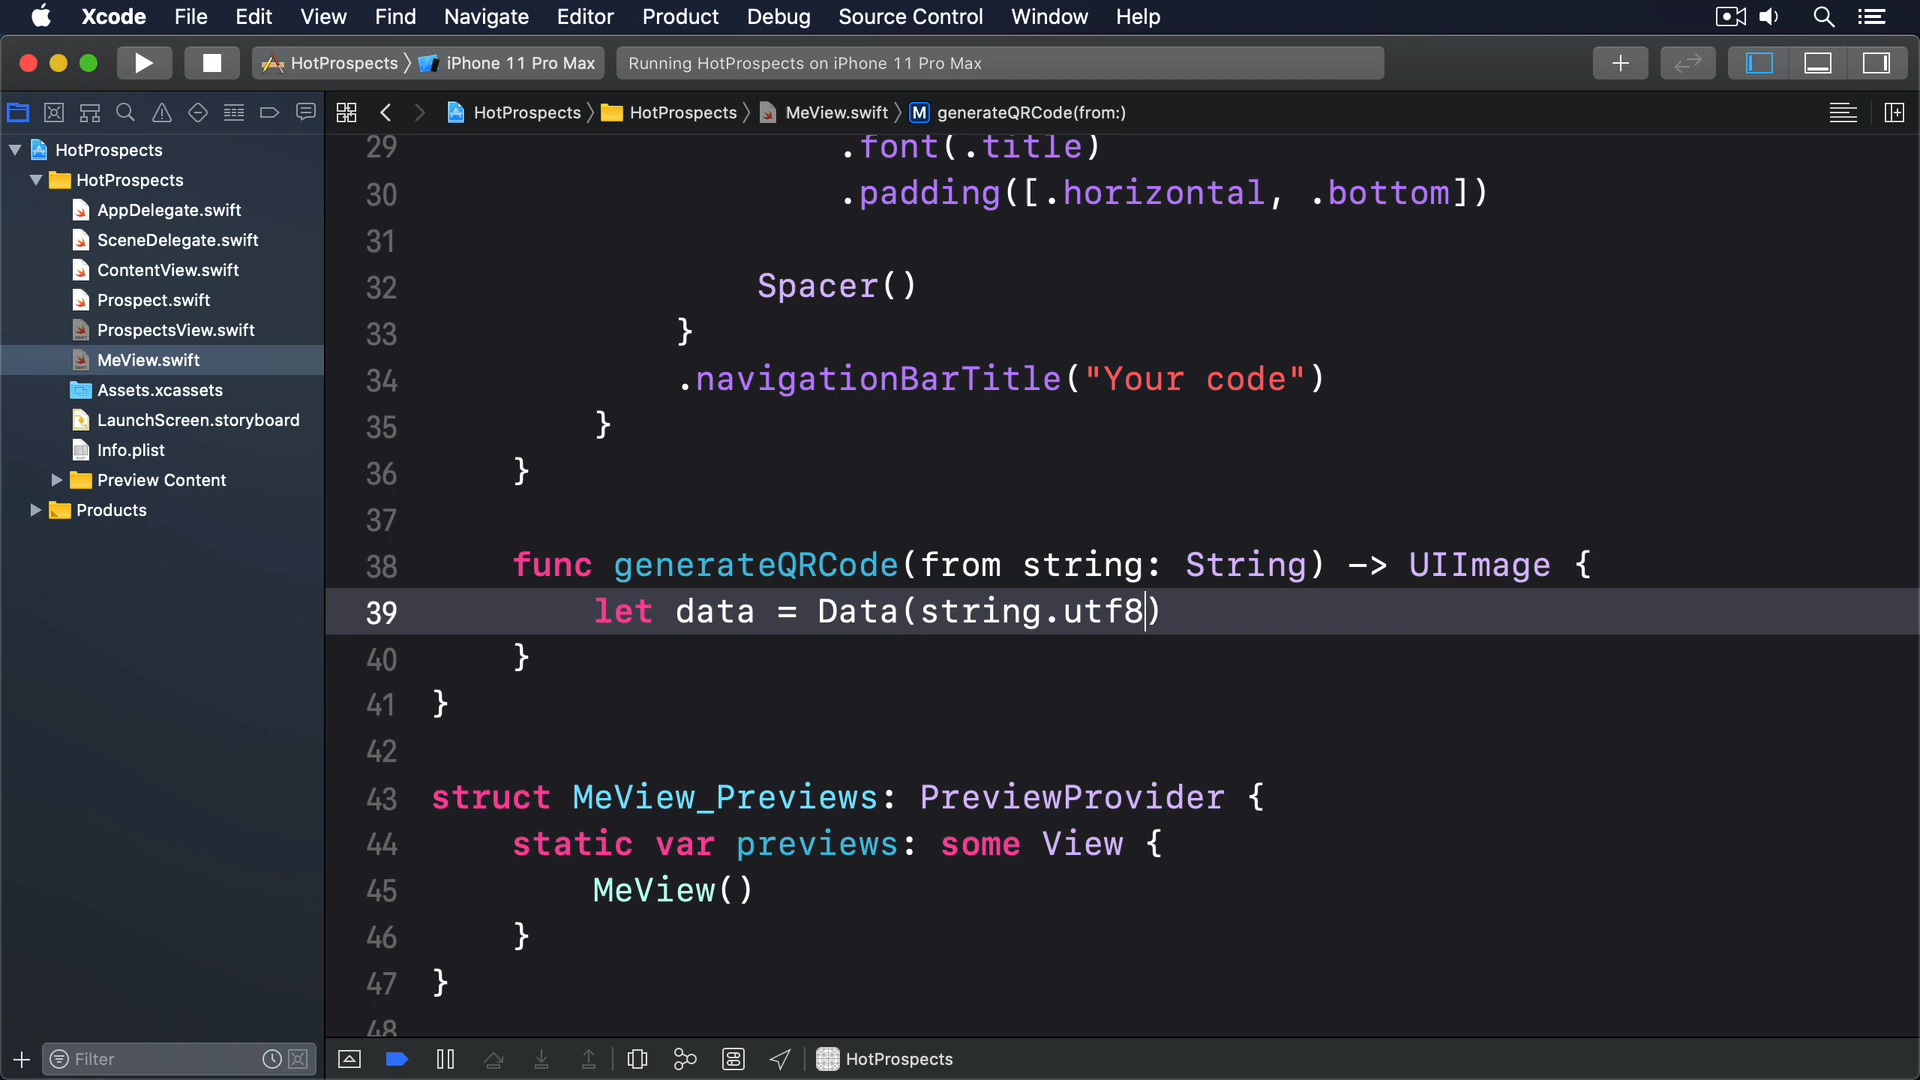 Xcode File Edit View Find Navigate Editor Product Debug Source Control Window Help
HotProspects iPhone 11 Pro Max Running HotProspects on iPhone 11 Pro Max
HotProspects HotProspects MeView.swift M generateQRCode(from:)
HotProspects
HotProspects
AppDelegate.swift
SceneDelegate.swift
ContentView.swift
Prospect.swift
ProspectsView.swift
MeView.swift
Assets.xcassets
LaunchScreen.storyboard
Info.plist
Preview Content
Products
29 .font(.title)
30 .padding([.horizontal, .bottom])
31
32 Spacer()
33 }
34 .navigationBarTitle("Your code")
35 }
36 }
37
38 func generateQRCode(from string: String) -> UIImage {
39 let data = Data(string.utf8)
40 }
41 }
42
43 struct MeView_Previews: PreviewProvider {
44 static var previews: some View {
45 MeView()
46 }
47 }
48
Filter HotProspects